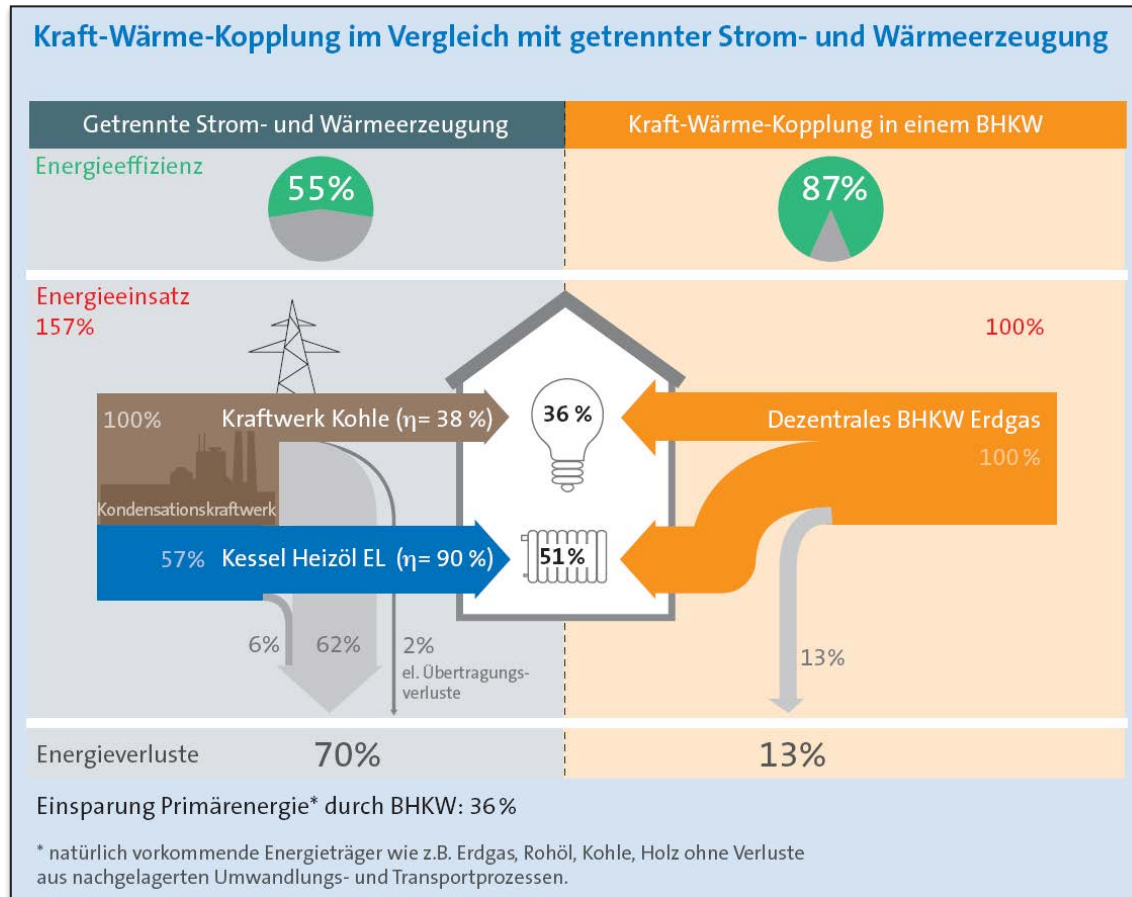 Kraft-Wärme-Kopplung im Vergleich mit getrennter Strom- und Wärmeerzeugung
Getrennte Strom- und Wärmeerzeugung
Kraft-Wärme-Kopplung in einem BHKW
Energieeffizienz
55%
87%
Energieeinsatz
157%
100%
100%
Kraftwerk Kohle (η= 38 %)
36 %
Dezentrales BHKW Erdgas
100 %
Kondensationskraftwerk
57%
Kessel Heizöl EL (η= 90 %)
51%
6%
62%
2%
el. Übertragungs-
verluste
13%
Energieverluste
70%
13%
Einsparung Primärenergie* durch BHKW: 36 %
* natürlich vorkommende Energieträger wie z.B. Erdgas, Rohöl, Kohle, Holz ohne Verluste
aus nachgelagerten Umwandlungs- und Transportprozessen.